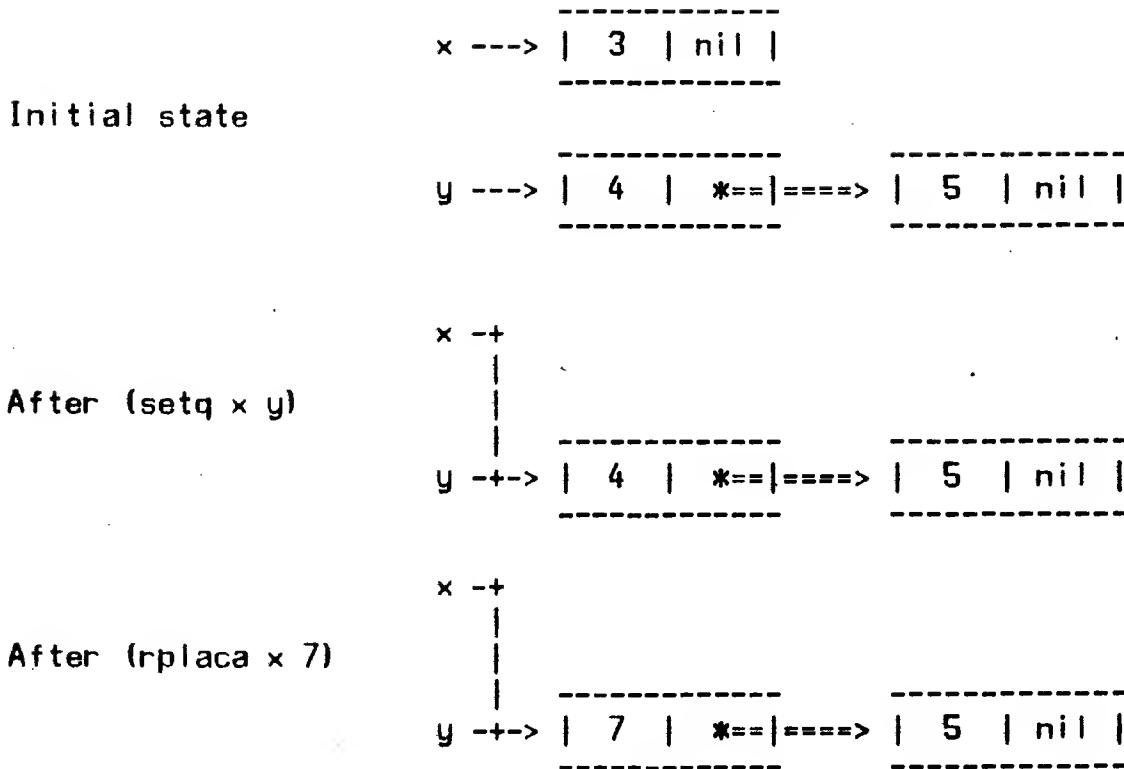 x ---> | 3 | nil |
Initial state
y ---> | 4 | *==|====> | 5 | nil |
x -+
After (setq x y)
y -+-> | 4 | *==|====> | 5 | nil |
x -+
After (rplaca x 7)
y -+-> | 7 | *==|====> | 5 | nil |